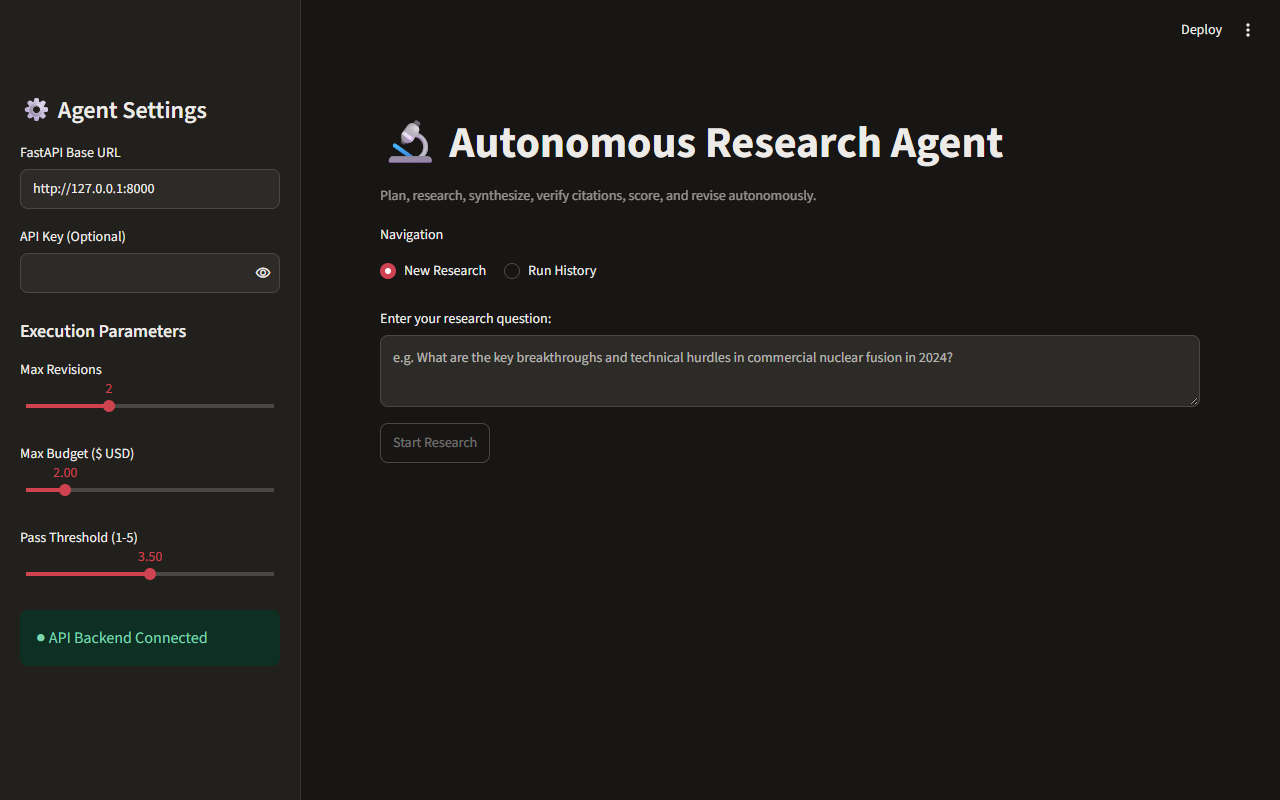 Deploy
Agent Settings
FastAPI Base URL
http://127.0.0.1:8000
API Key (Optional)
Execution Parameters
Max Revisions
2
Max Budget ($ USD)
2.00
Pass Threshold (1-5)
3.50
API Backend Connected
Autonomous Research Agent
Plan, research, synthesize, verify citations, score, and revise autonomously.
Navigation
New Research Run History
Enter your research question:
e.g. What are the key breakthroughs and technical hurdles in commercial nuclear fusion in 2024?
Start Research